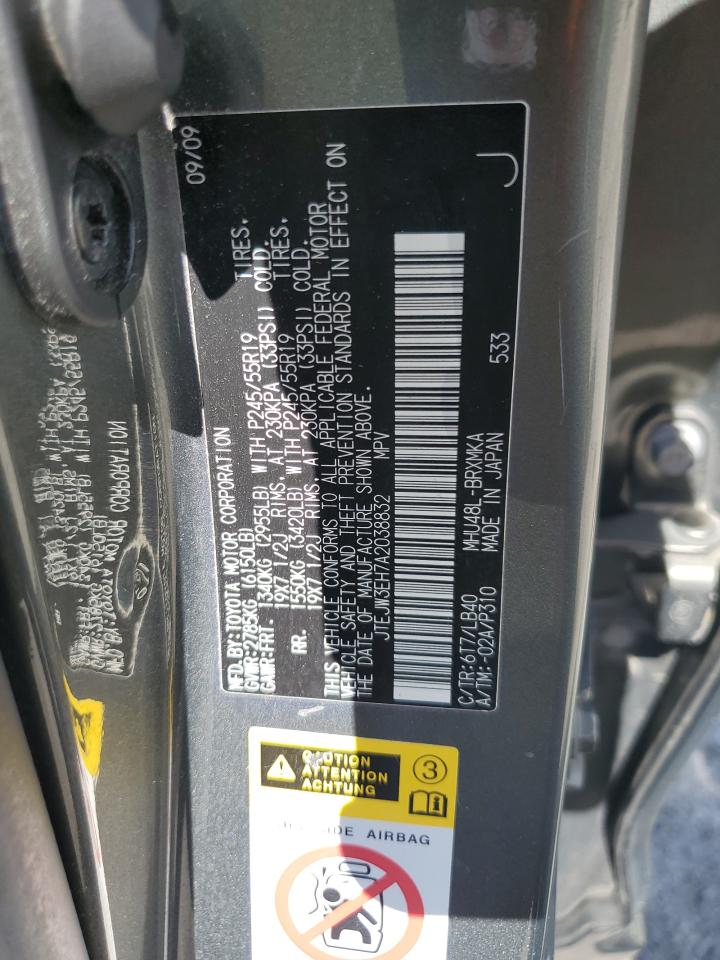 MFD.BY:TOYOTA MOTOR CORPORATION 09/09
GVWR:2785KG (6150LB)
GAWR:FRT. 1340KG (2955LB) WITH P245/55R19 TIRES.
19X7 1/2J RIMS. AT 230KPA (33PSI) COLD.
RR. 1550KG (3420LB) WITH P245/55R19 TIRES.
19X7 1/2J RIMS. AT 230KPA (33PSI) COLD.
THIS VEHICLE CONFORMS TO ALL APPLICABLE FEDERAL MOTOR
VEHICLE SAFETY AND THEFT PREVENTION STANDARDS IN EFFECT ON
THE DATE OF MANUFACTURE SHOWN ABOVE.
JTEJW3EH7A2038832 MPV
C/TR:6T7/LB40 MHU48L-BRXMKA 533
A/TM:-02A/P310 MADE IN JAPAN J
CAUTION
ATTENTION
ACHTUNG
3
AIRBAG